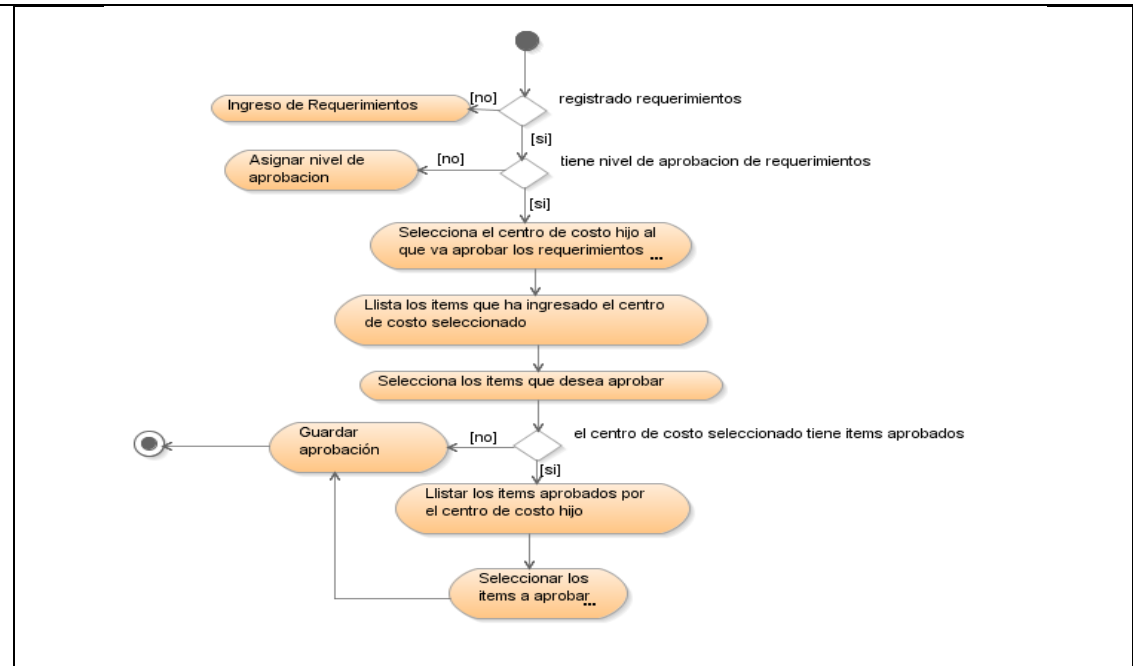 [no]
registrado requerimientos
Ingreso de Requerimientos
[si]
[no]
tiene nivel de aprobacion de requerimientos
Asignar nivel de
aprobacion
[si]
Selecciona el centro de costo hijo al
que va aprobar los requerimientos ...
Llista los items que ha ingresado el centro
de costo seleccionado
Selecciona los items que desea aprobar
[no]
el centro de costo seleccionado tiene items aprobados
Guardar
aprobación
[si]
Llistar los items aprobados por
el centro de costo hijo
Seleccionar los
items a aprobar...